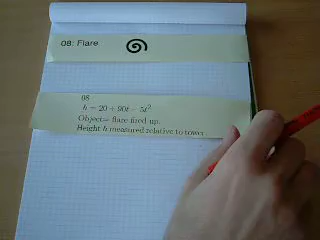 08: Flare
08
h = 20 + 90t − 5t²
Object= flare fired up.
Height h measured relative to tower